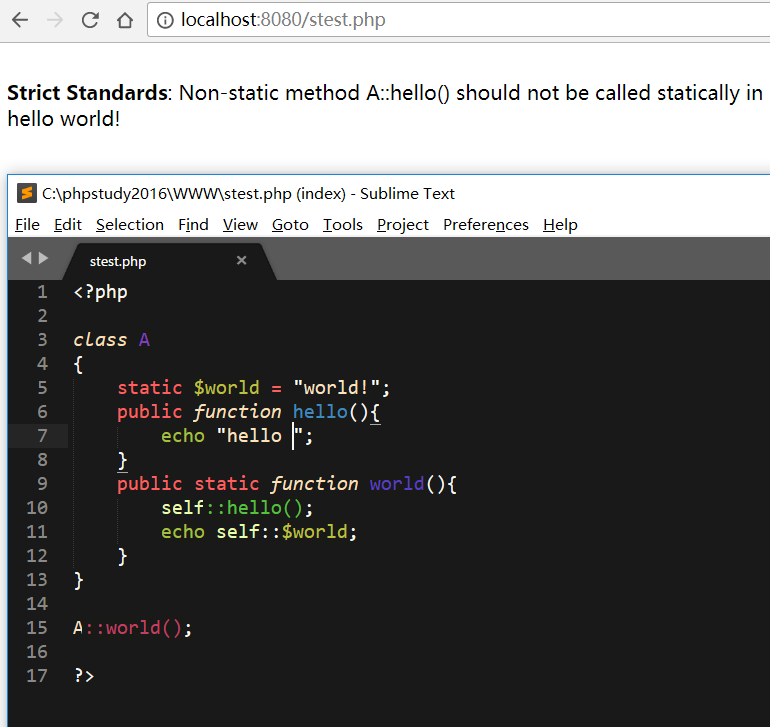 localhost:8080/stest.php
Strict Standards: Non-static method A::hello() should not be called statically in
hello world!
C:\phpstudy2016\WWW\stest.php (index) - Sublime Text
File Edit Selection Find View Goto Tools Project Preferences Help
stest.php ×
1 <?php
2
3 class A
4 {
5     static $world = "world!";
6     public function hello(){
7         echo "hello ";
8     }
9     public static function world(){
10         self::hello();
11         echo self::$world;
12     }
13 }
14
15 A::world();
16
17 ?>